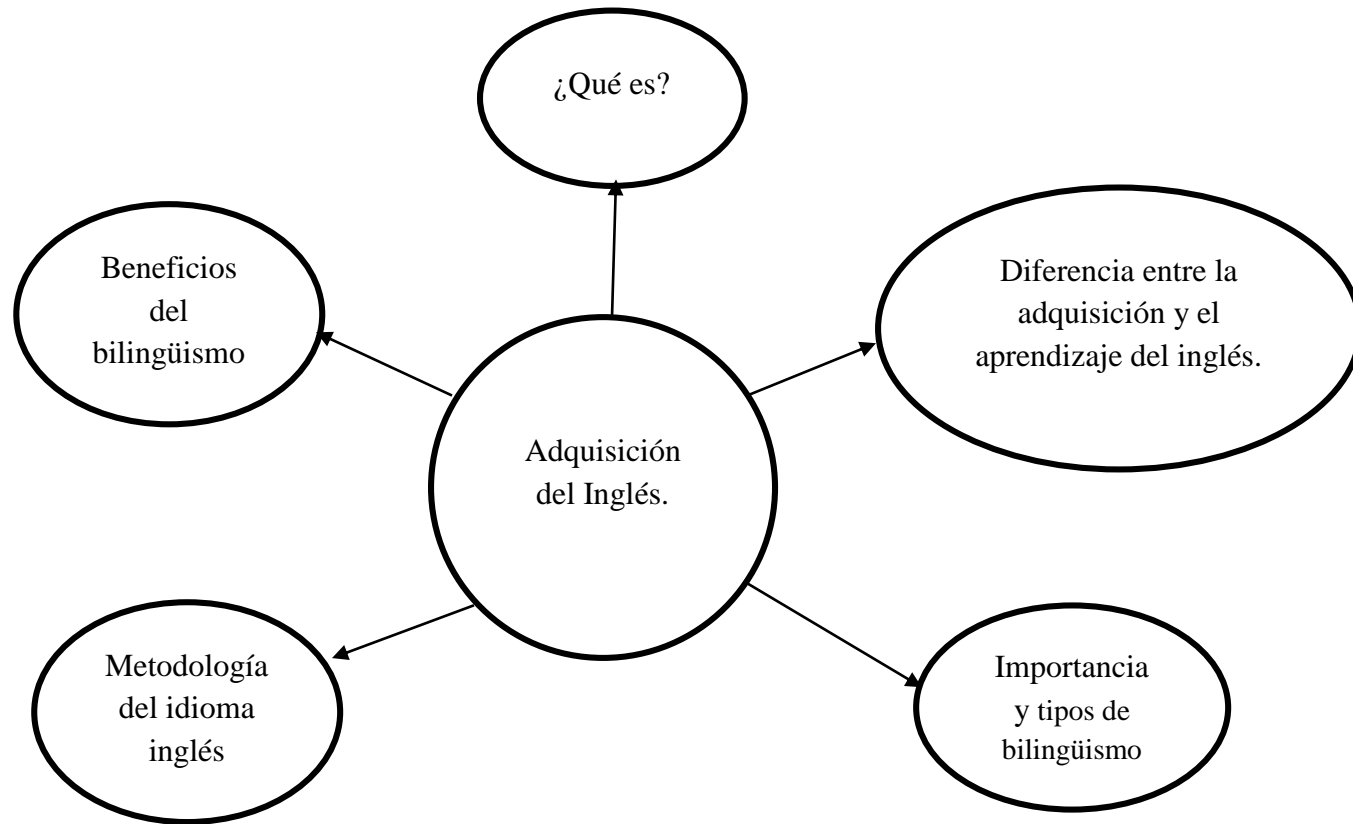 ¿Qué es?
Beneficios
del
bilingüismo
Diferencia entre la
adquisición y el
aprendizaje del inglés.
Adquisición
del Inglés.
Metodología
del idioma
inglés
Importancia
y tipos de
bilingüismo